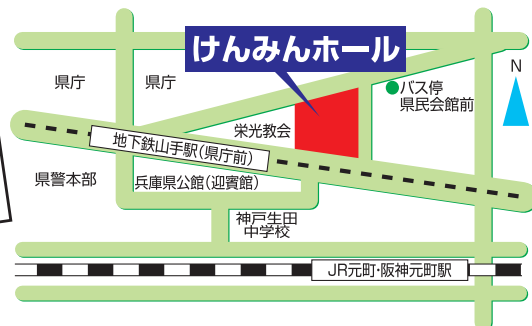 けんみんホール
N
県庁
県庁
バス停
県民会館前
栄光教会
地下鉄山手駅(県庁前)
県警本部
兵庫県公館(迎賓館)
神戸生田
中学校
JR元町・阪神元町駅